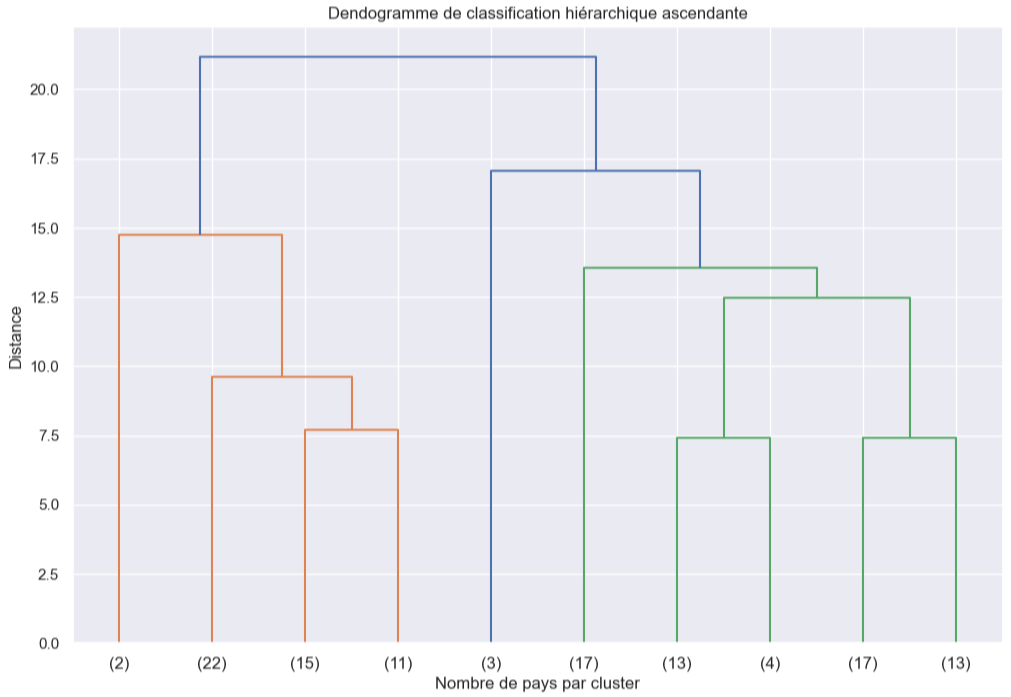 Dendogramme de classification hiérarchique ascendante
20.0
17.5
15.0
12.5
10.0
7.5
5.0
2.5
0.0
Distance
(2) (22) (15) (11) (3) (17) (13) (4) (17) (13)
Nombre de pays par cluster